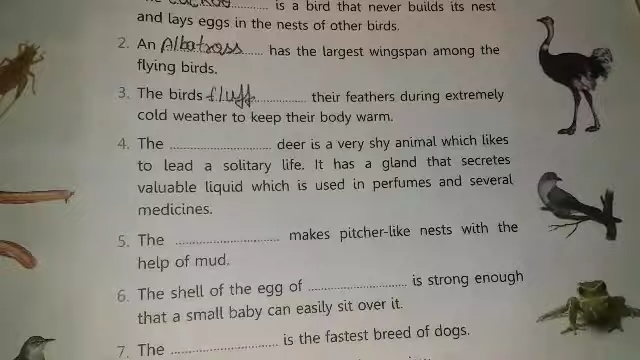 The Cuckoo............ is a bird that never builds its nest
and lays eggs in the nests of other birds.
2. An Albatross...... has the largest wingspan among the
flying birds.
3. The birds fluff............... their feathers during extremely
cold weather to keep their body warm.
4. The ............................ deer is a very shy animal which likes
to lead a solitary life. It has a gland that secretes
valuable liquid which is used in perfumes and several
medicines.
5. The ............................ makes pitcher-like nests with the
help of mud.
6. The shell of the egg of ............................ is strong enough
that a small baby can easily sit over it.
7. The ............................ is the fastest breed of dogs.